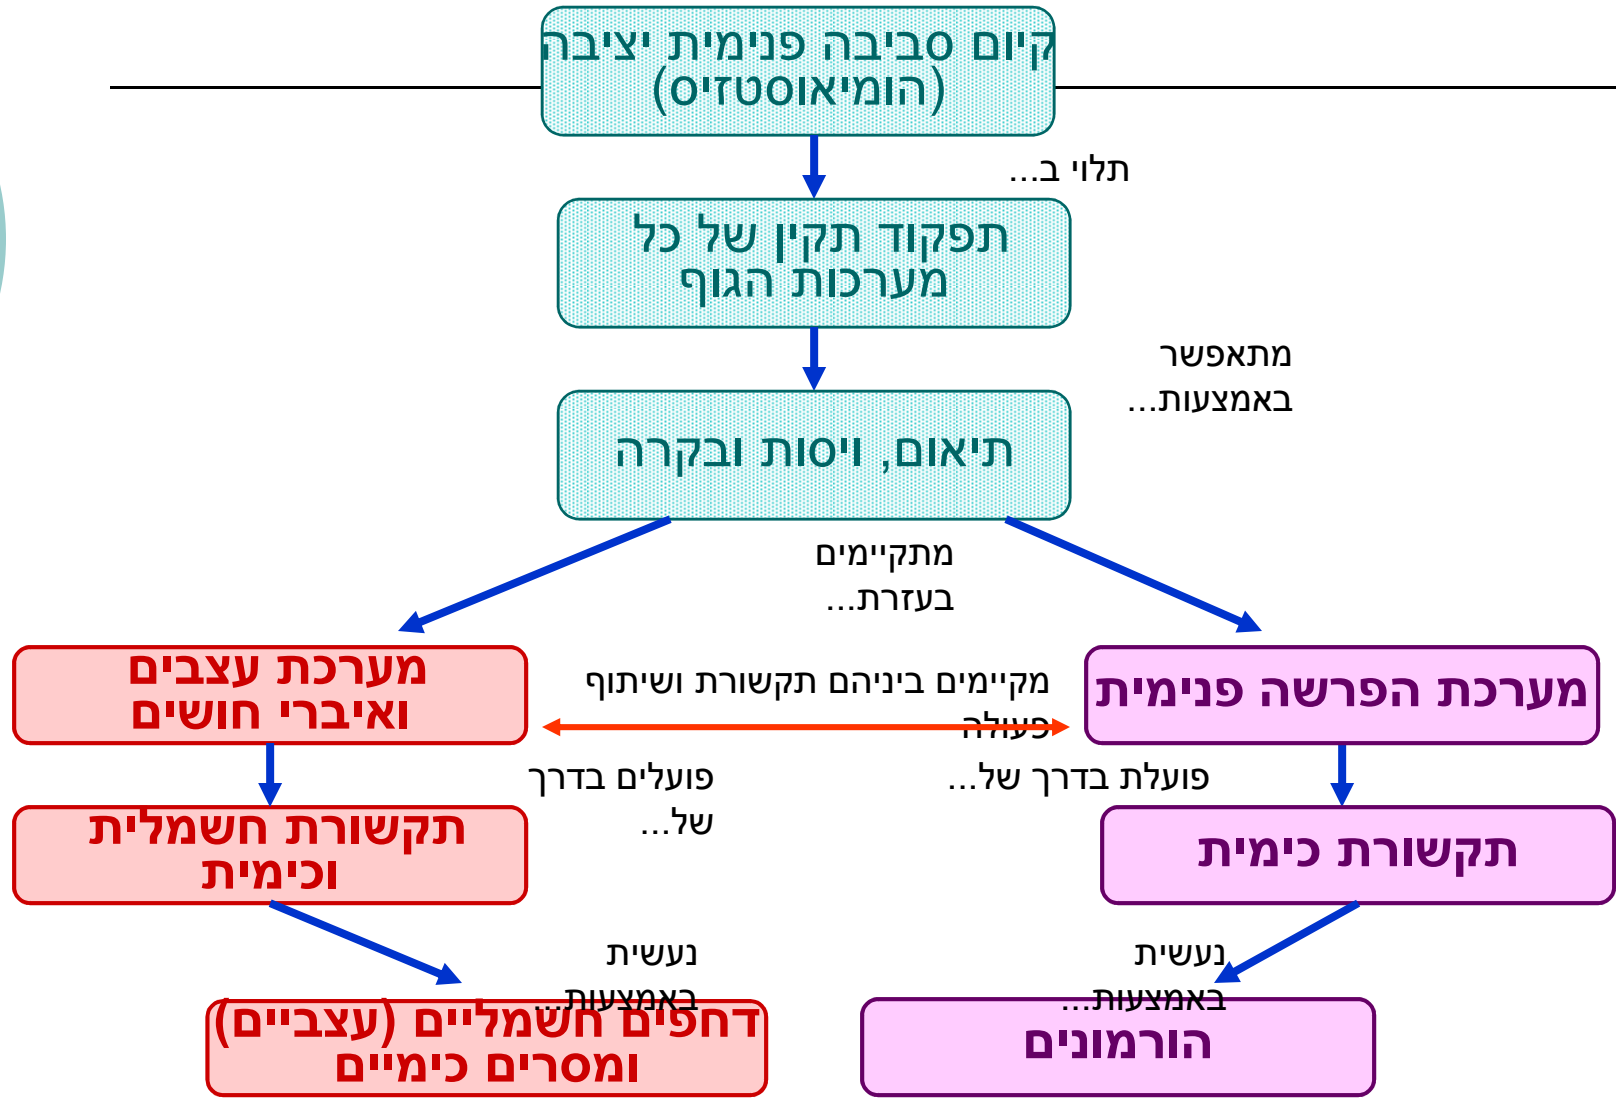 קיום סביבה פנימית יציבה
(הומיאוסטזיס)
תלוי ב...
תפקוד תקין של כל
מערכות הגוף
מתאפשר
באמצעות...
תיאום, ויסות ובקרה
מתקיימים
בעזרת...
מערכת הפרשה פנימית
מקיימים ביניהם תקשורת ושיתוף
פעולה
מערכת עצבים
ואיברי חושים
פועלת בדרך של...
פועלים בדרך
של...
תקשורת כימית
תקשורת חשמלית
וכימית
נעשית
באמצעות...
הורמונים
נעשית
באמצעות...
דחפים חשמליים (עצביים)
ומסרים כימיים